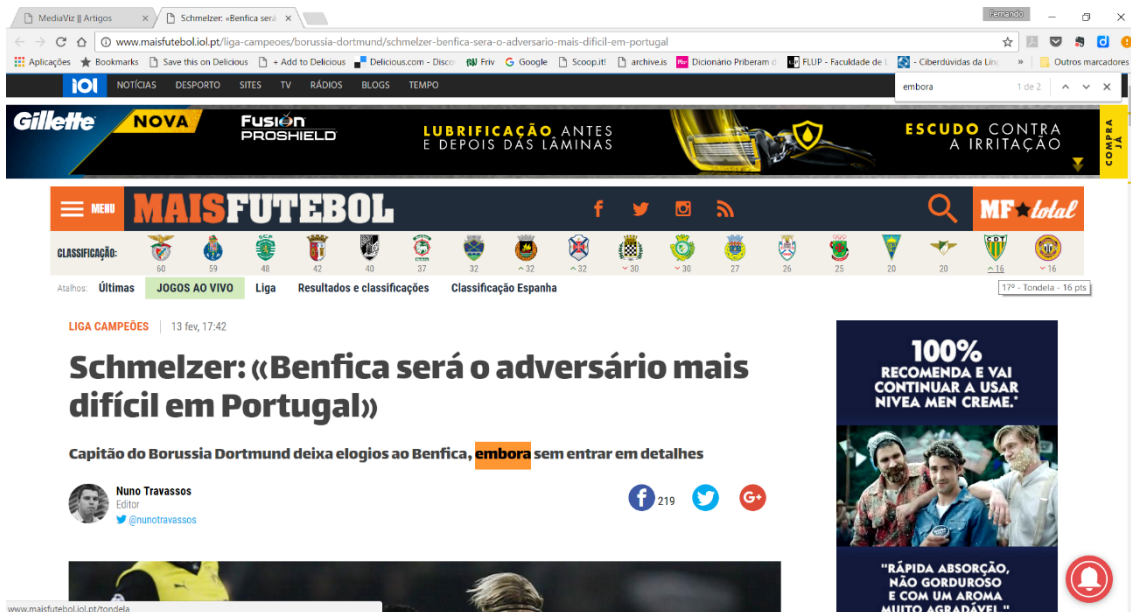 MediaViz || Artigos
Schmelzer: «Benfica será
Fernando
www.maisfutebol.iol.pt/liga-campeoes/borussia-dortmund/schmelzer-benfica-sera-o-adversario-mais-dificil-em-portugal
Aplicações Bookmarks Save this on Delicious + Add to Delicious Delicious.com - Disco Friv Google Scoop.it! archive.is Dicionário Priberam d FLUP - Faculdade de L - Ciberdúvidas da Líng » Outros marcadores
IOI NOTÍCIAS DESPORTO SITES TV RÁDIOS BLOGS TEMPO
embora 1 de 2
Gillette NOVA FUSION PROSHIELD
LUBRIFICAÇÃO ANTES
E DEPOIS DAS LÂMINAS
ESCUDO CONTRA
A IRRITAÇÃO
COMPRA
JÁ
MENU MAISFUTEBOL MF total
CLASSIFICAÇÃO:
60 59 48 42 40 37 32 32 32 30 30 27 26 25 20 20 16 16
Atalhos: Últimas JOGOS AO VIVO Liga Resultados e classificações Classificação Espanha
17º - Tondela - 16 pts
LIGA CAMPEÕES 13 fev, 17:42
Schmelzer: «Benfica será o adversário mais
difícil em Portugal»
Capitão do Borussia Dortmund deixa elogios ao Benfica, embora sem entrar em detalhes
Nuno Travassos
Editor
@nunotravassos
219
G+
100%
RECOMENDA E VAI
CONTINUAR A USAR
NIVEA MEN CREME.*
"RÁPIDA ABSORÇÃO,
NÃO GORDUROSO
E COM UM AROMA
MUITO AGRADÁVEL."
www.maisfutebol.iol.pt/tondela